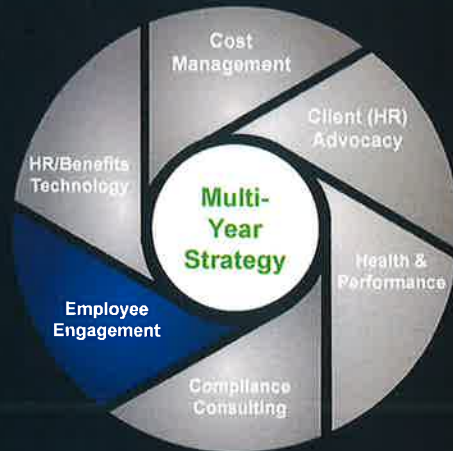 Cost
Management
Client (HR)
Advocacy
HR/Benefits
Technology
Multi-
Year
Strategy
Health &
Performance
Employee
Engagement
Compliance
Consulting